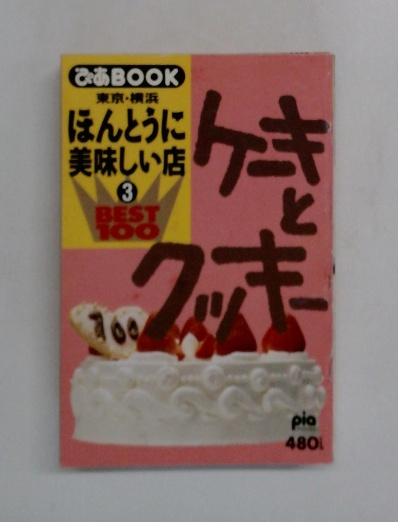 ぴあBOOK
東京・横浜
ほんとうに
美味しい店
3
BEST
100
ケーキ
と
クッキー
100
pia
480